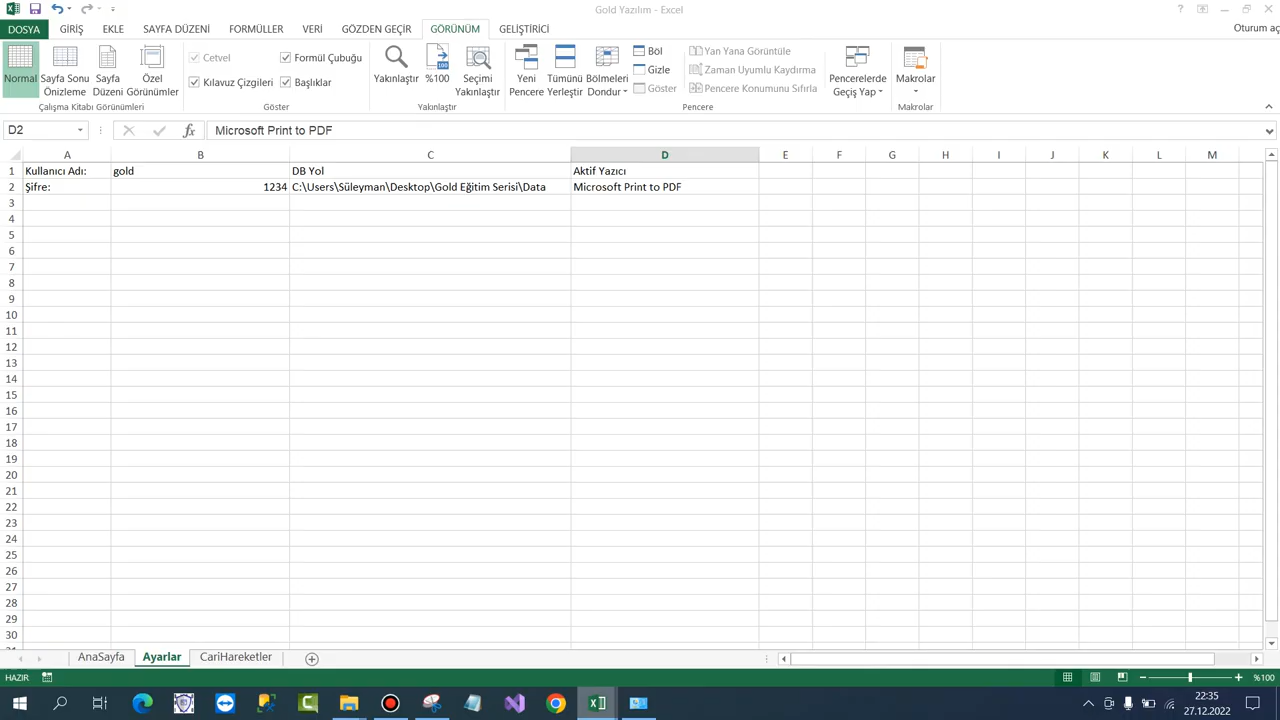 Gold Yazılım - Excel
DOSYA GİRİŞ EKLE SAYFA DÜZENİ FORMÜLLER VERİ GÖZDEN GEÇİR GÖRÜNÜM GELİŞTİRİCİ Oturum aç
Normal Sayfa Sonu Önizleme Sayfa Düzeni Özel Görünümler
Çalışma Kitabı Görünümleri
Cetvel Formül Çubuğu
Kılavuz Çizgileri Başlıklar
Göster
Yakınlaştır %100 Seçimi Yakınlaştır
Yakınlaştır
Yeni Pencere Tümünü Yerleştir Bölmeleri Dondur
Böl
Gizle
Göster
Yan Yana Görüntüle
Zaman Uyumlu Kaydırma
Pencere Konumunu Sıfırla
Pencerelerde Geçiş Yap
Pencere
Makrolar
Makrolar
D2 fx Microsoft Print to PDF
A B C D E F G H I J K L M
1 Kullanıcı Adı: gold DB Yol Aktif Yazıcı
2 Şifre: 1234 C:\Users\Süleyman\Desktop\Gold Eğitim Serisi\Data Microsoft Print to PDF
3
4
5
6
7
8
9
10
11
12
13
14
15
16
17
18
19
20
21
22
23
24
25
26
27
28
29
30
AnaSayfa Ayarlar CariHareketler
HAZIR %100
22:35
27.12.2022